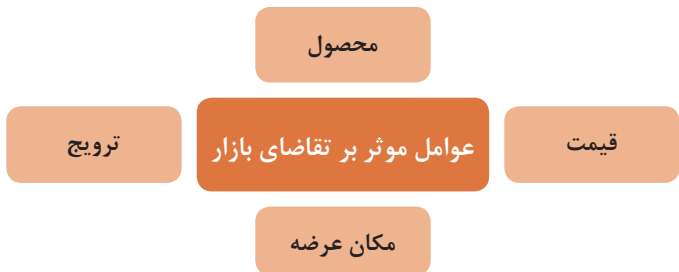 محصول
قیمت
عوامل موثر بر تقاضای بازار
ترویج
مکان عرضه